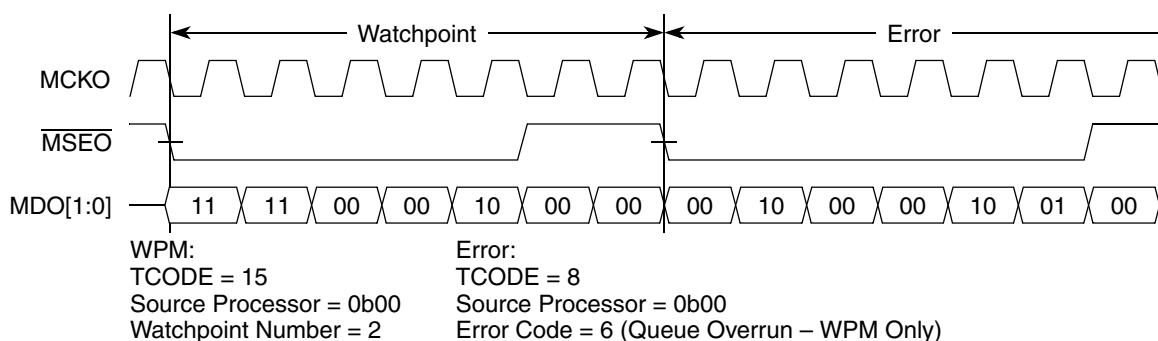 Watchpoint Error
MCKO
MSEO
MDO[1:0] 11 11 00 00 10 00 00 00 10 00 00 10 01 00
WPM: Error:
TCODE = 15 TCODE = 8
Source Processor = 0b00 Source Processor = 0b00
Watchpoint Number = 2 Error Code = 6 (Queue Overrun – WPM Only)